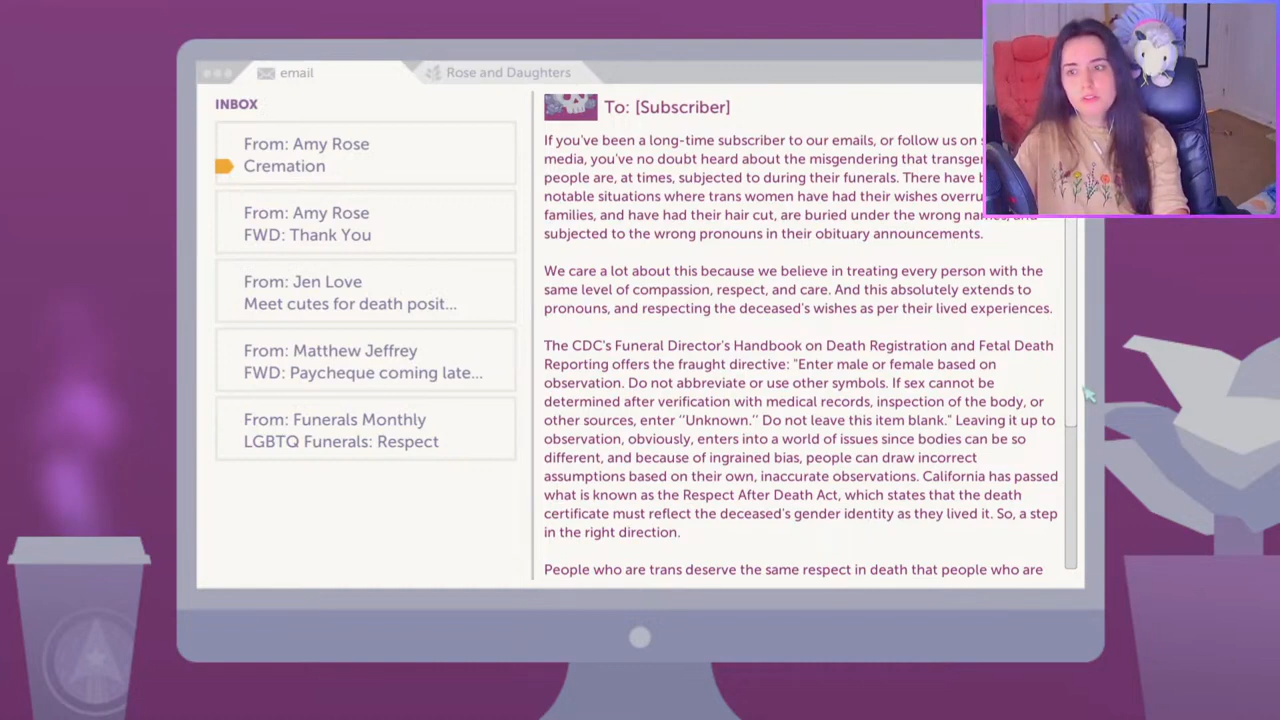 email
Rose and Daughters
INBOX
From: Amy Rose
Cremation
From: Amy Rose
FWD: Thank You
From: Jen Love
Meet cutes for death posit...
From: Matthew Jeffrey
FWD: Paycheque coming late...
From: Funerals Monthly
LGBTQ Funerals: Respect
To: [Subscriber]
If you've been a long-time subscriber to our emails, or follow us on
media, you've no doubt heard about the misgendering that
people are, at times, subjected to during their funerals. There have
notable situations where trans women have had their wishes
families, and have had their hair cut, are buried under the wrong
subjected to the wrong pronouns in their obituary announcements.
We care a lot about this because we believe in treating every person with the
same level of compassion, respect, and care. And this absolutely extends to
pronouns, and respecting the deceased's wishes as per their lived experiences.
The CDC's Funeral Director's Handbook on Death Registration and Fetal Death
Reporting offers the fraught directive: "Enter male or female based on
observation. Do not abbreviate or use other symbols. If sex cannot be
determined after verification with medical records, inspection of the body, or
other sources, enter ''Unknown.'' Do not leave this item blank." Leaving it up to
observation, obviously, enters into a world of issues since bodies can be so
different, and because of ingrained bias, people can draw incorrect
assumptions based on their own, inaccurate observations. California has passed
what is known as the Respect After Death Act, which states that the death
certificate must reflect the deceased's gender identity as they lived it. So, a step
in the right direction.
People who are trans deserve the same respect in death that people who are